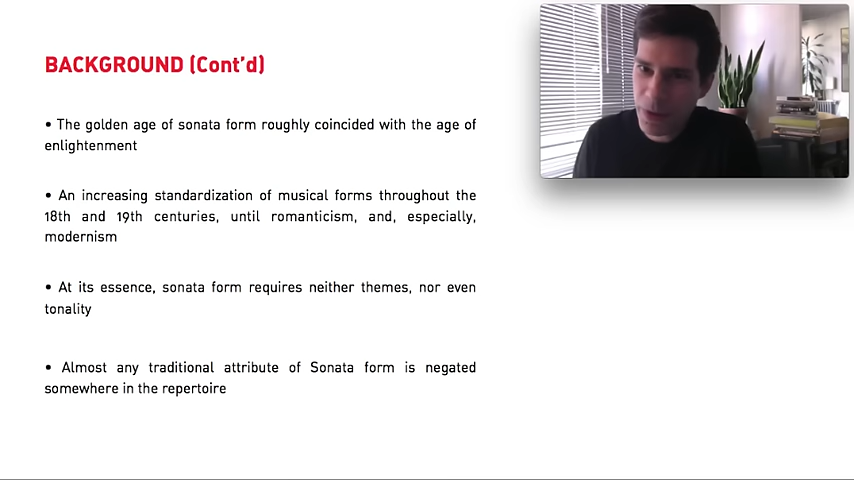 BACKGROUND (Cont'd)
• The golden age of sonata form roughly coincided with the age of
enlightenment
• An increasing standardization of musical forms throughout the
18th and 19th centuries, until romanticism, and, especially,
modernism
• At its essence, sonata form requires neither themes, nor even
tonality
• Almost any traditional attribute of Sonata form is negated
somewhere in the repertoire